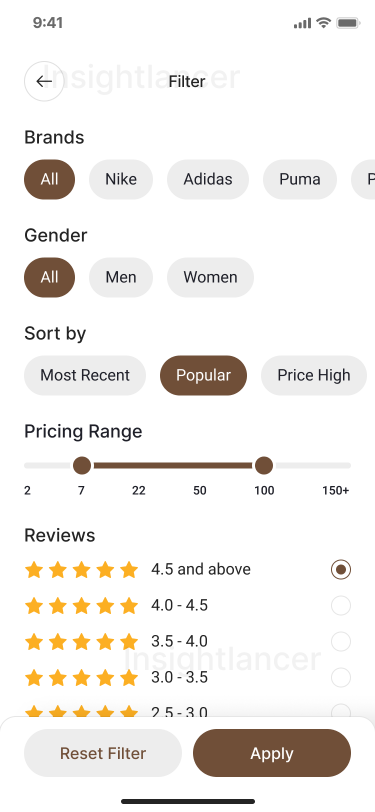 9:41
Insightlancer
Filter
Brands
All Nike Adidas Puma P
Gender
All Men Women
Sort by
Most Recent Popular Price High
Pricing Range
2 7 22 50 100 150+
Reviews
4.5 and above
4.0 - 4.5
3.5 - 4.0
Insightlancer
3.0 - 3.5
2.5 - 3.0
Reset Filter Apply